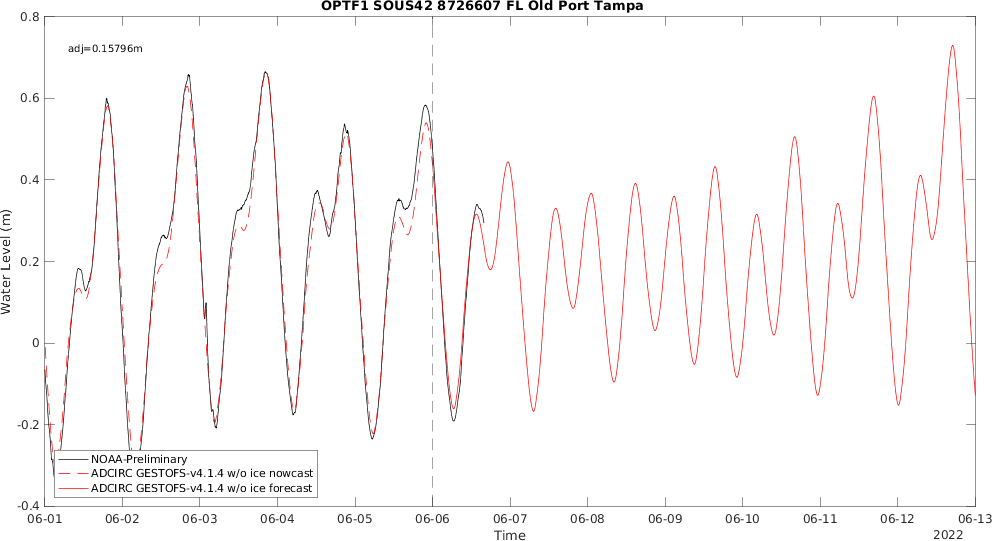 OPTF1 SOUS42 8726607 FL Old Port Tampa
adj=0.15796m
Water Level (m)
0.8
0.6
0.4
0.2
0
-0.2
-0.4
NOAA-Preliminary
ADCIRC GESTOFS-v4.1.4 w/o ice nowcast
ADCIRC GESTOFS-v4.1.4 w/o ice forecast
06-01 06-02 06-03 06-04 06-05 06-06 06-07 06-08 06-09 06-10 06-11 06-12 06-13
Time
2022